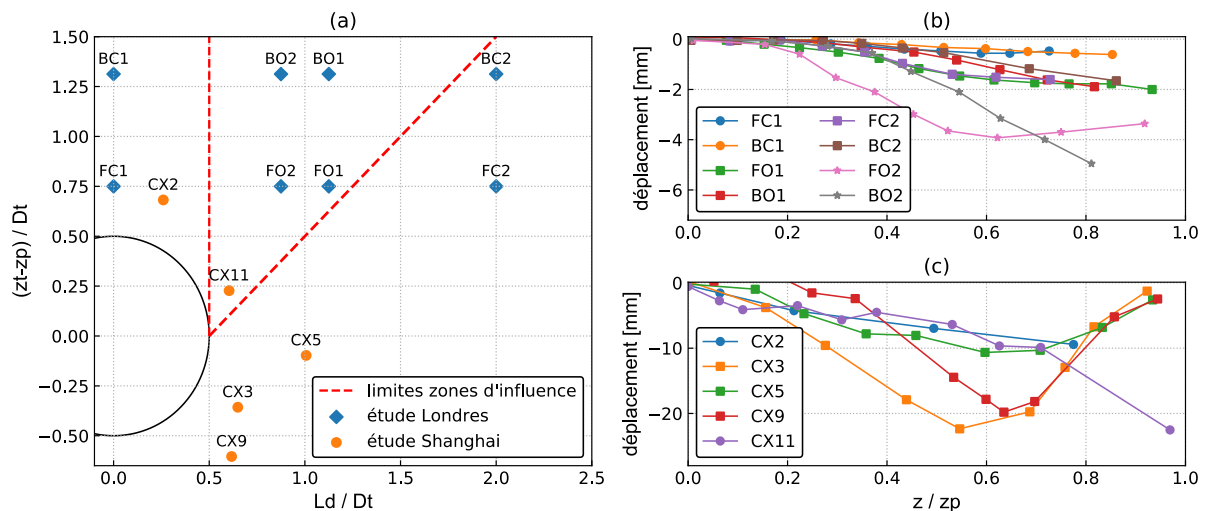 (a)
1.50
1.25
1.00
0.75
0.50
0.25
0.00
−0.25
−0.50
(zt-zp) / Dt
BC1
BO2
BO1
BC2
FC1
CX2
FO2
FO1
FC2
CX11
CX5
CX3
CX9
limites zones d'influence
étude Londres
étude Shanghai
0.0
0.5
1.0
1.5
2.0
2.5
Ld / Dt
(b)
0
−2
−4
−6
déplacement [mm]
FC1
BC1
FO1
BO1
FC2
BC2
FO2
BO2
0.0
0.2
0.4
0.6
0.8
1.0
(c)
0
−10
−20
déplacement [mm]
CX2
CX3
CX5
CX9
CX11
0.0
0.2
0.4
0.6
0.8
1.0
z / zp